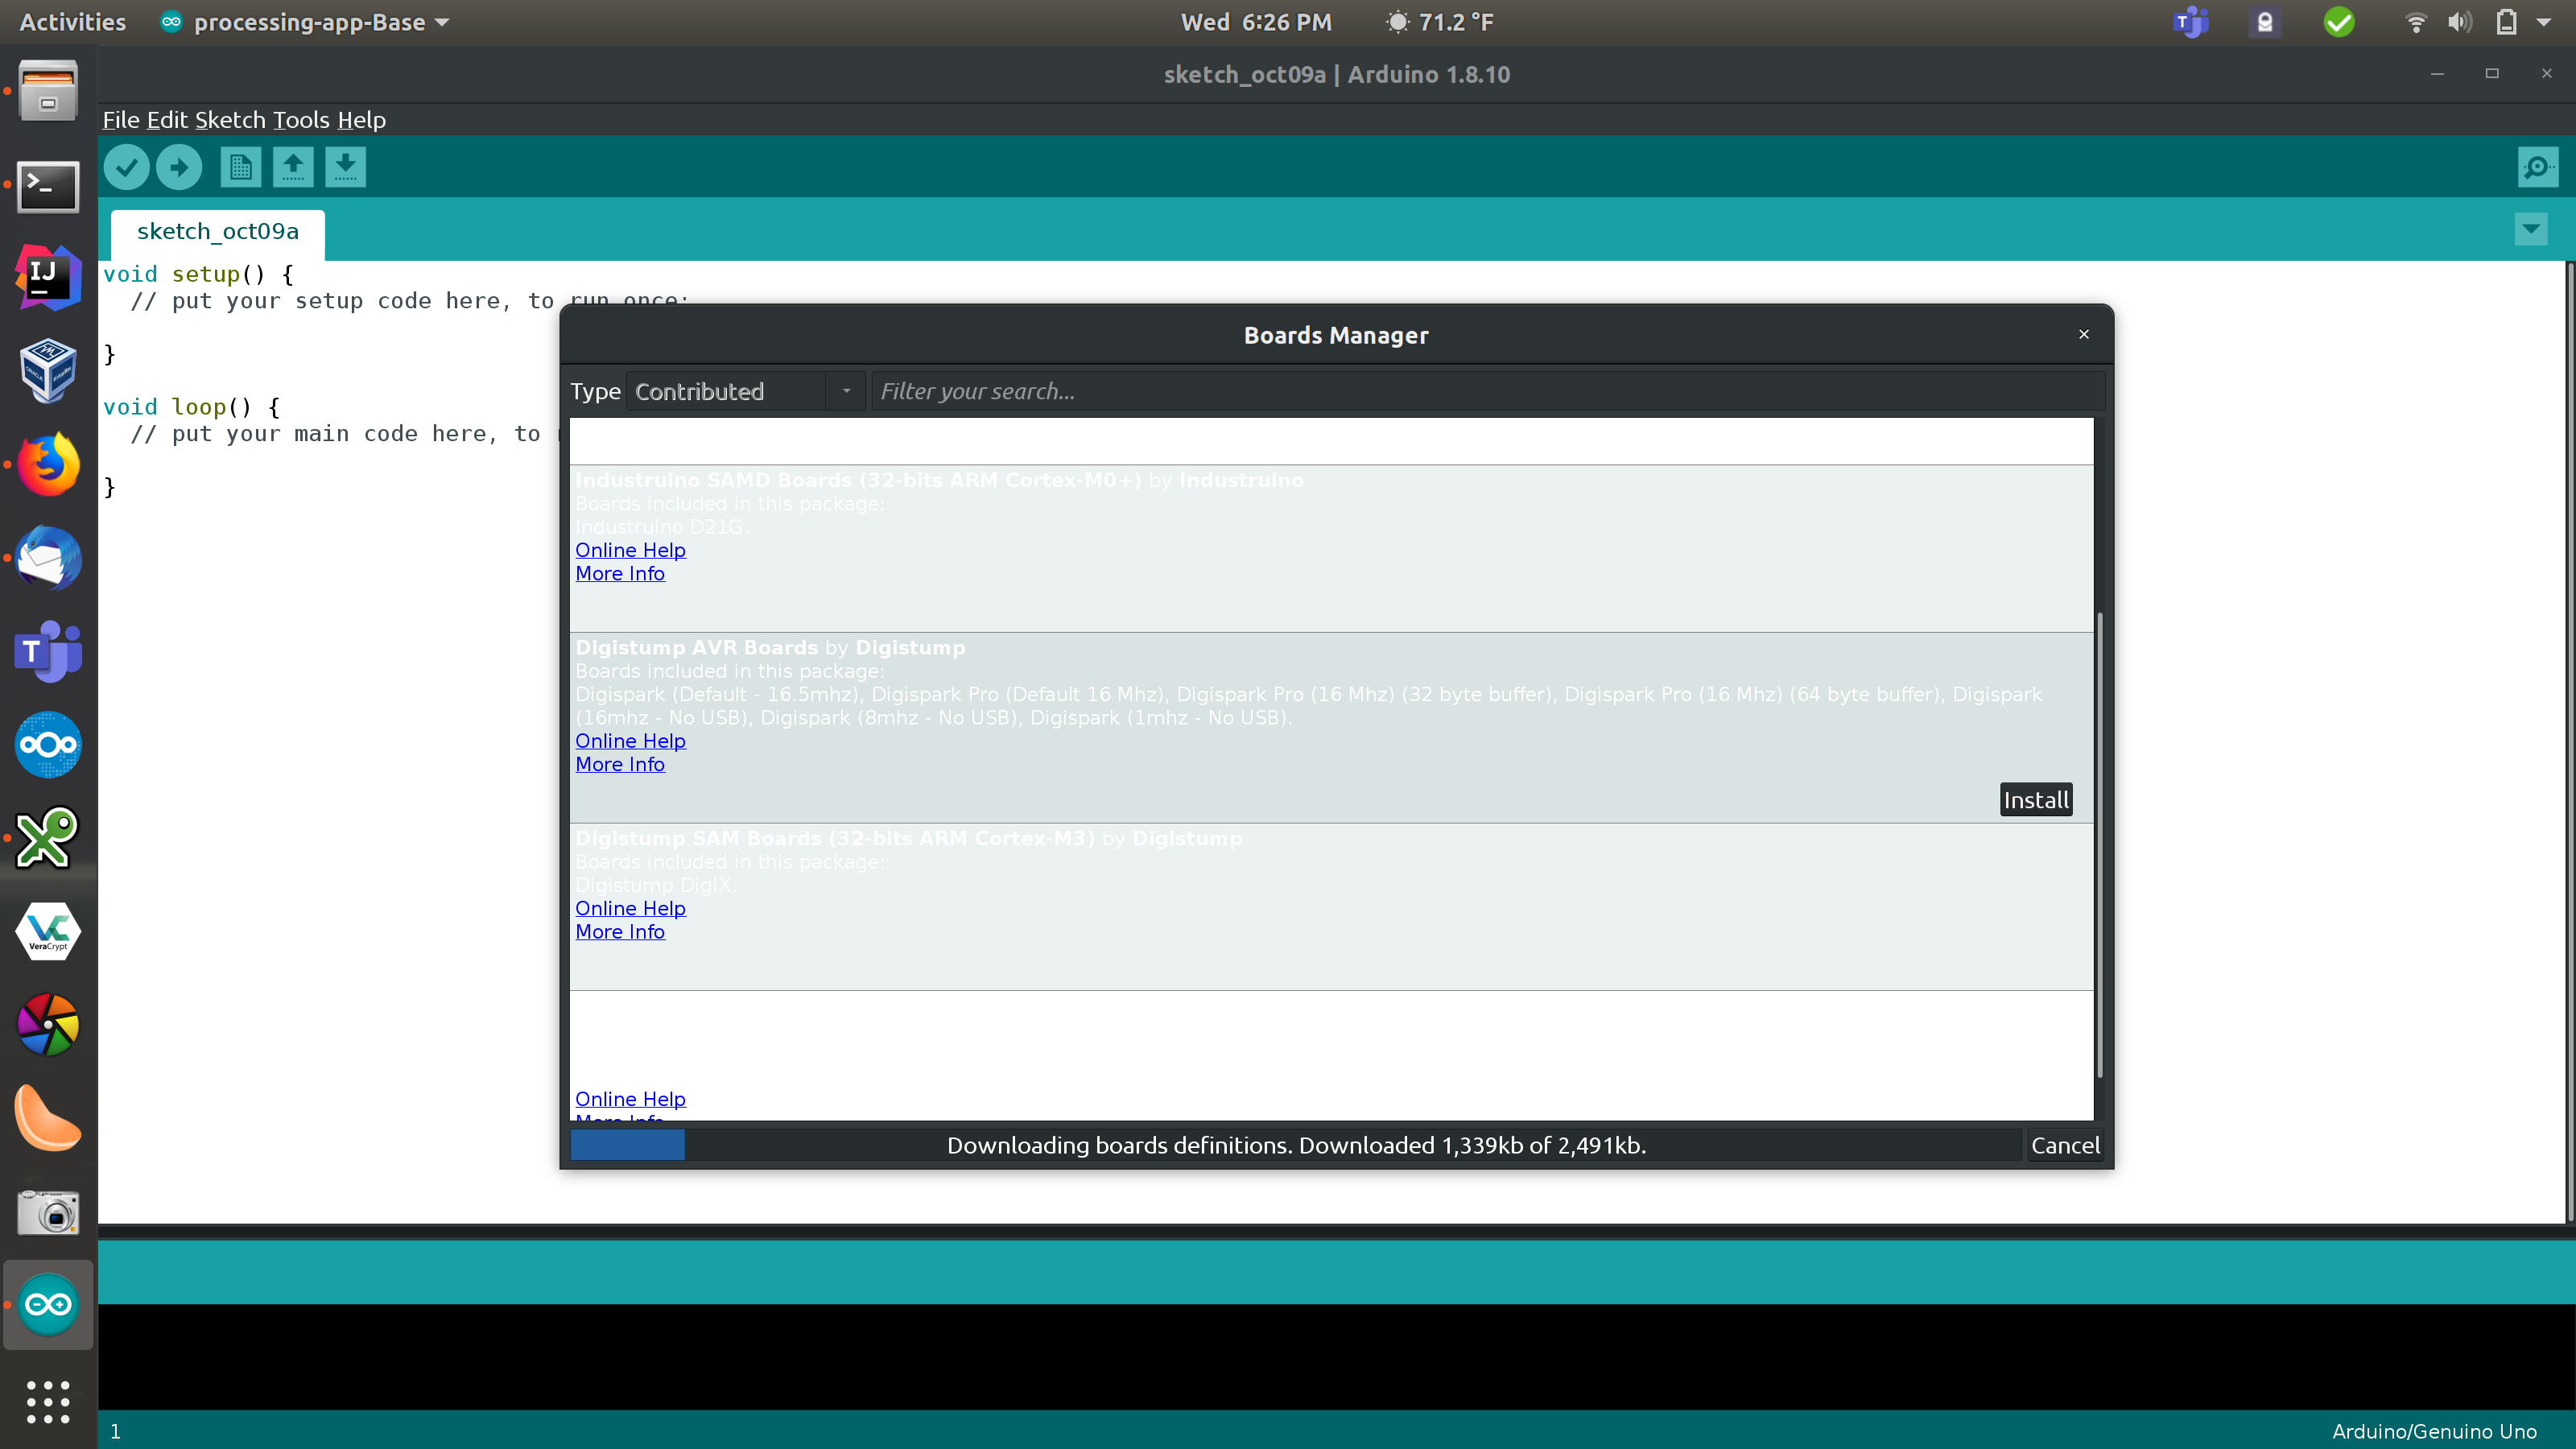 Activities processing-app-Base Wed 6:26 PM 71.2 °F
sketch_oct09a | Arduino 1.8.10
File Edit Sketch Tools Help
sketch_oct09a
void setup() {
// put your setup code here, to run once:
}
void loop() {
// put your main code here, to
}
Boards Manager
Type Contributed Filter your search...
Industruino SAMD Boards (32-bits ARM Cortex-M0+) by Industruino
Boards included in this package:
Industruino D21G.
Online Help
More Info
Digistump AVR Boards by Digistump
Boards included in this package:
Digispark (Default - 16.5mhz), Digispark Pro (Default 16 Mhz), Digispark Pro (16 Mhz) (32 byte buffer), Digispark Pro (16 Mhz) (64 byte buffer), Digispark
(16mhz - No USB), Digispark (8mhz - No USB), Digispark (1mhz - No USB).
Online Help
More Info
Install
Digistump SAM Boards (32-bits ARM Cortex-M3) by Digistump
Boards included in this package:
Digistump DigiX.
Online Help
More Info
Online Help
More Info
Downloading boards definitions. Downloaded 1,339kb of 2,491kb. Cancel
1 Arduino/Genuino Uno
IJ
T
VC
VeraCrypt